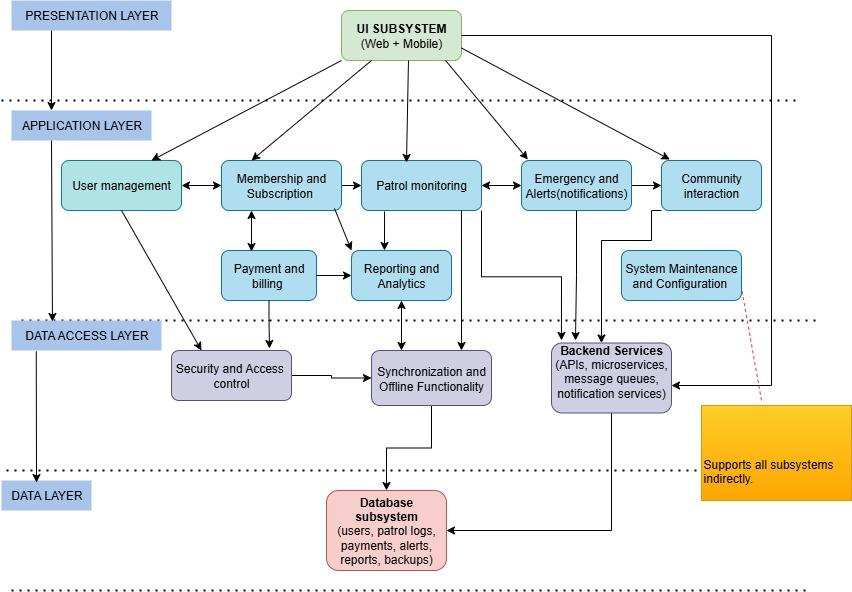 PRESENTATION LAYER
UI SUBSYSTEM
(Web + Mobile)
APPLICATION LAYER
User management
Membership and
Subscription
Patrol monitoring
Emergency and
Alerts(notifications)
Community
interaction
Payment and
billing
Reporting and
Analytics
System Maintenance
and Configuration
DATA ACCESS LAYER
Security and Access
control
Synchronization and
Offline Functionality
Backend Services
(APIs, microservices,
message queues,
notification services)
Supports all subsystems
indirectly.
DATA LAYER
Database
subsystem
(users, patrol logs,
payments, alerts,
reports, backups)